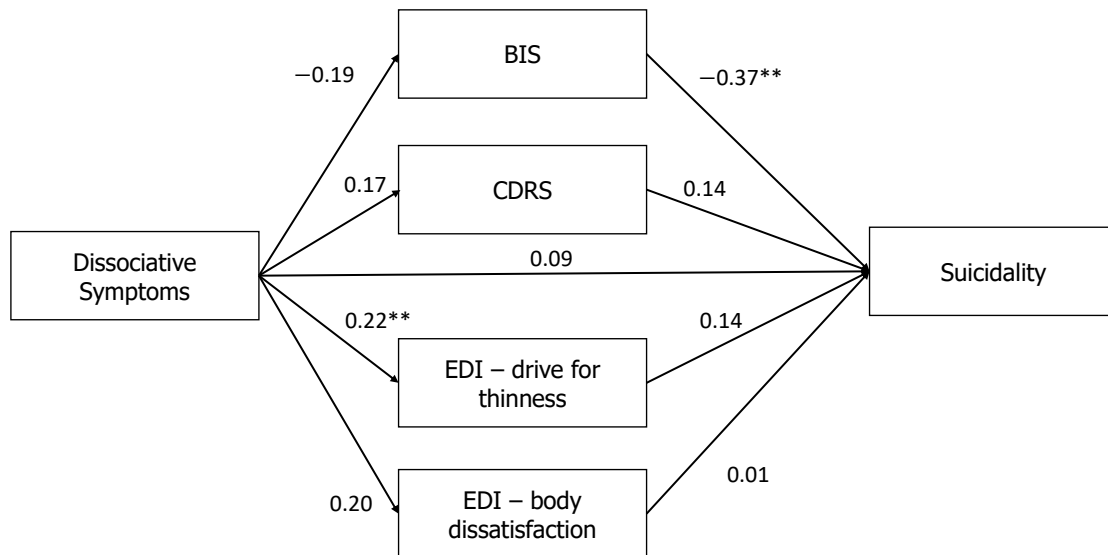 BIS
−0.19
−0.37**
CDRS
0.17
0.14
Dissociative
Symptoms
0.09
Suicidality
0.22**
0.14
EDI – drive for
thinness
0.20
EDI – body
dissatisfaction
0.01